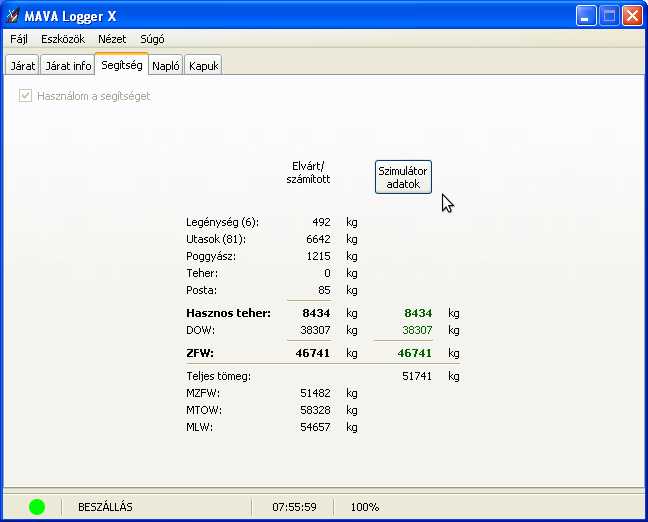 MAVA Logger X
Fájl Eszközök Nézet Súgó
Járat Járat info Segítség Napló Kapuk
Használom a segítséget
Elvárt/
számított
Szimulátor
adatok
Legénység (6): 492 kg
Utasok (81): 6642 kg
Poggyász: 1215 kg
Teher: 0 kg
Posta: 85 kg
Hasznos teher: 8434 kg 8434 kg
DOW: 38307 kg 38307 kg
ZFW: 46741 kg 46741 kg
Teljes tömeg: 51741 kg
MZFW: 51482 kg
MTOW: 58328 kg
MLW: 54657 kg
BESZÁLLÁS 07:55:59 100%